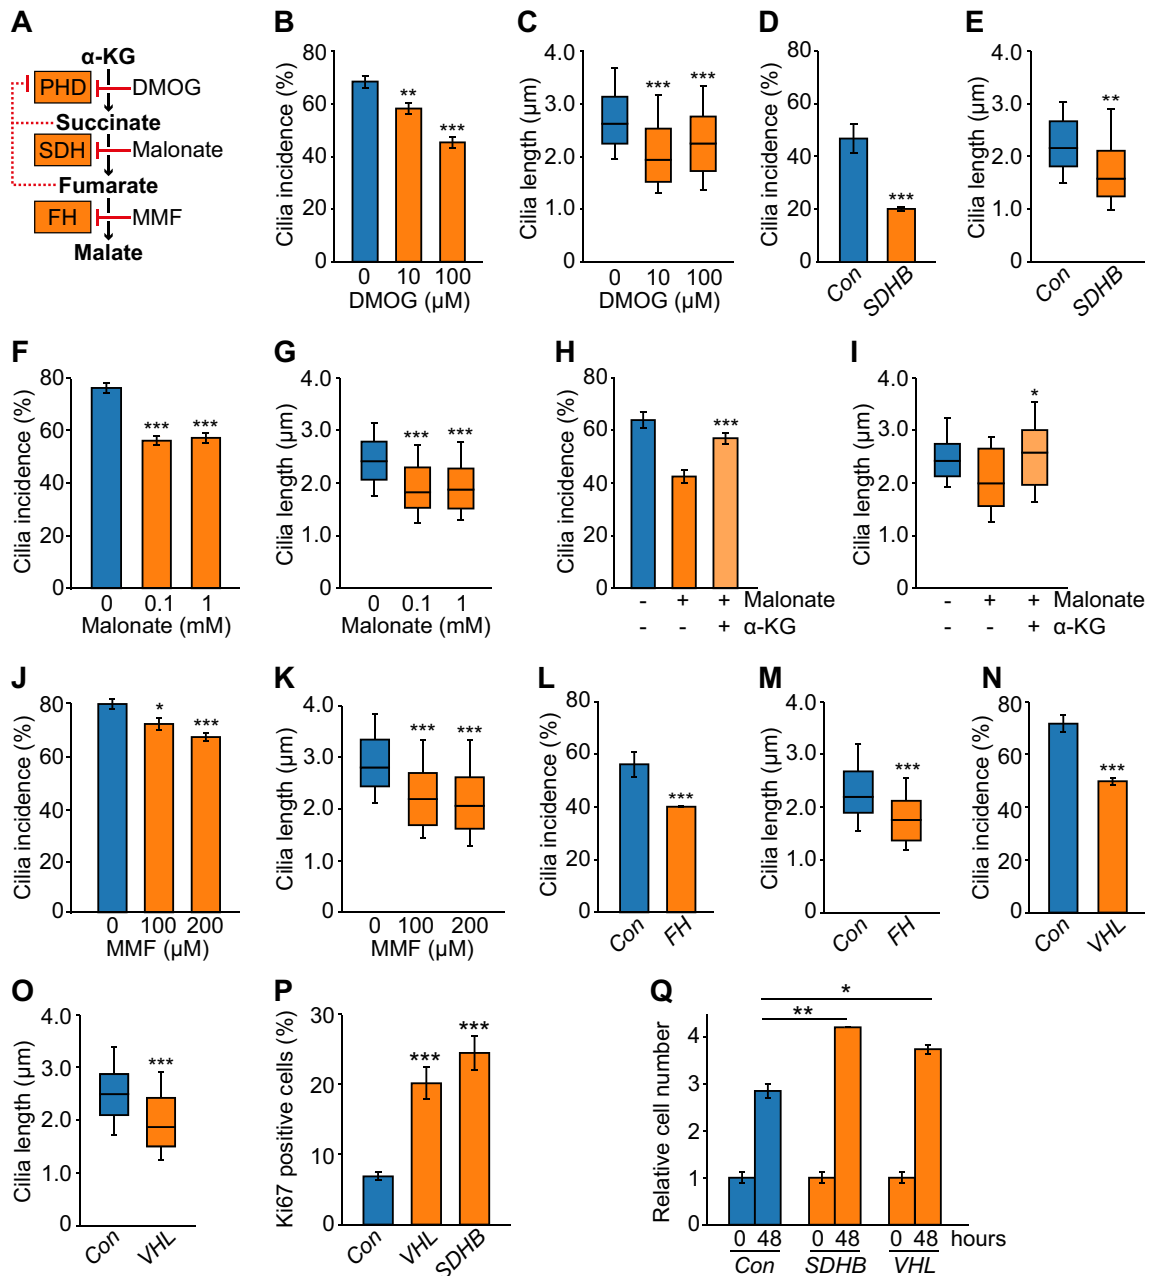 A
α-KG
PHD
DMOG
Succinate
SDH
Malonate
Fumarate
FH
MMF
Malate
B
Cilia incidence (%)
80
60
40
20
0
**
***
0 10 100
DMOG (µM)
C
Cilia length (µm)
4.0
3.0
2.0
1.0
0
***
***
0 10 100
DMOG (µM)
D
Cilia incidence (%)
80
60
40
20
0
***
Con SDHB
E
Cilia length (µm)
4.0
3.0
2.0
1.0
0
**
Con SDHB
F
Cilia incidence (%)
80
60
40
20
0
*** ***
0 0.1 1
Malonate (mM)
G
Cilia length (µm)
4.0
3.0
2.0
1.0
0
*** ***
0 0.1 1
Malonate (mM)
H
Cilia incidence (%)
80
60
40
20
0
***
- + + Malonate
- - + α-KG
I
Cilia length (µm)
4.0
3.0
2.0
1.0
0
*
- + + Malonate
- - + α-KG
J
Cilia incidence (%)
80
60
40
20
0
*
***
0 100 200
MMF (µM)
K
Cilia length (µm)
4.0
3.0
2.0
1.0
0
*** ***
0 100 200
MMF (µM)
L
Cilia incidence (%)
80
60
40
20
0
***
Con FH
M
Cilia length (µm)
4.0
3.0
2.0
1.0
0
***
Con FH
N
Cilia incidence (%)
80
60
40
20
0
***
Con VHL
O
Cilia length (µm)
4.0
3.0
2.0
1.0
0
***
Con VHL
P
Ki67 positive cells (%)
30
20
10
0
***
***
Con VHL SDHB
Q
Relative cell number
4
3
2
1
0
*
**
0 48 0 48 0 48 hours
Con SDHB VHL